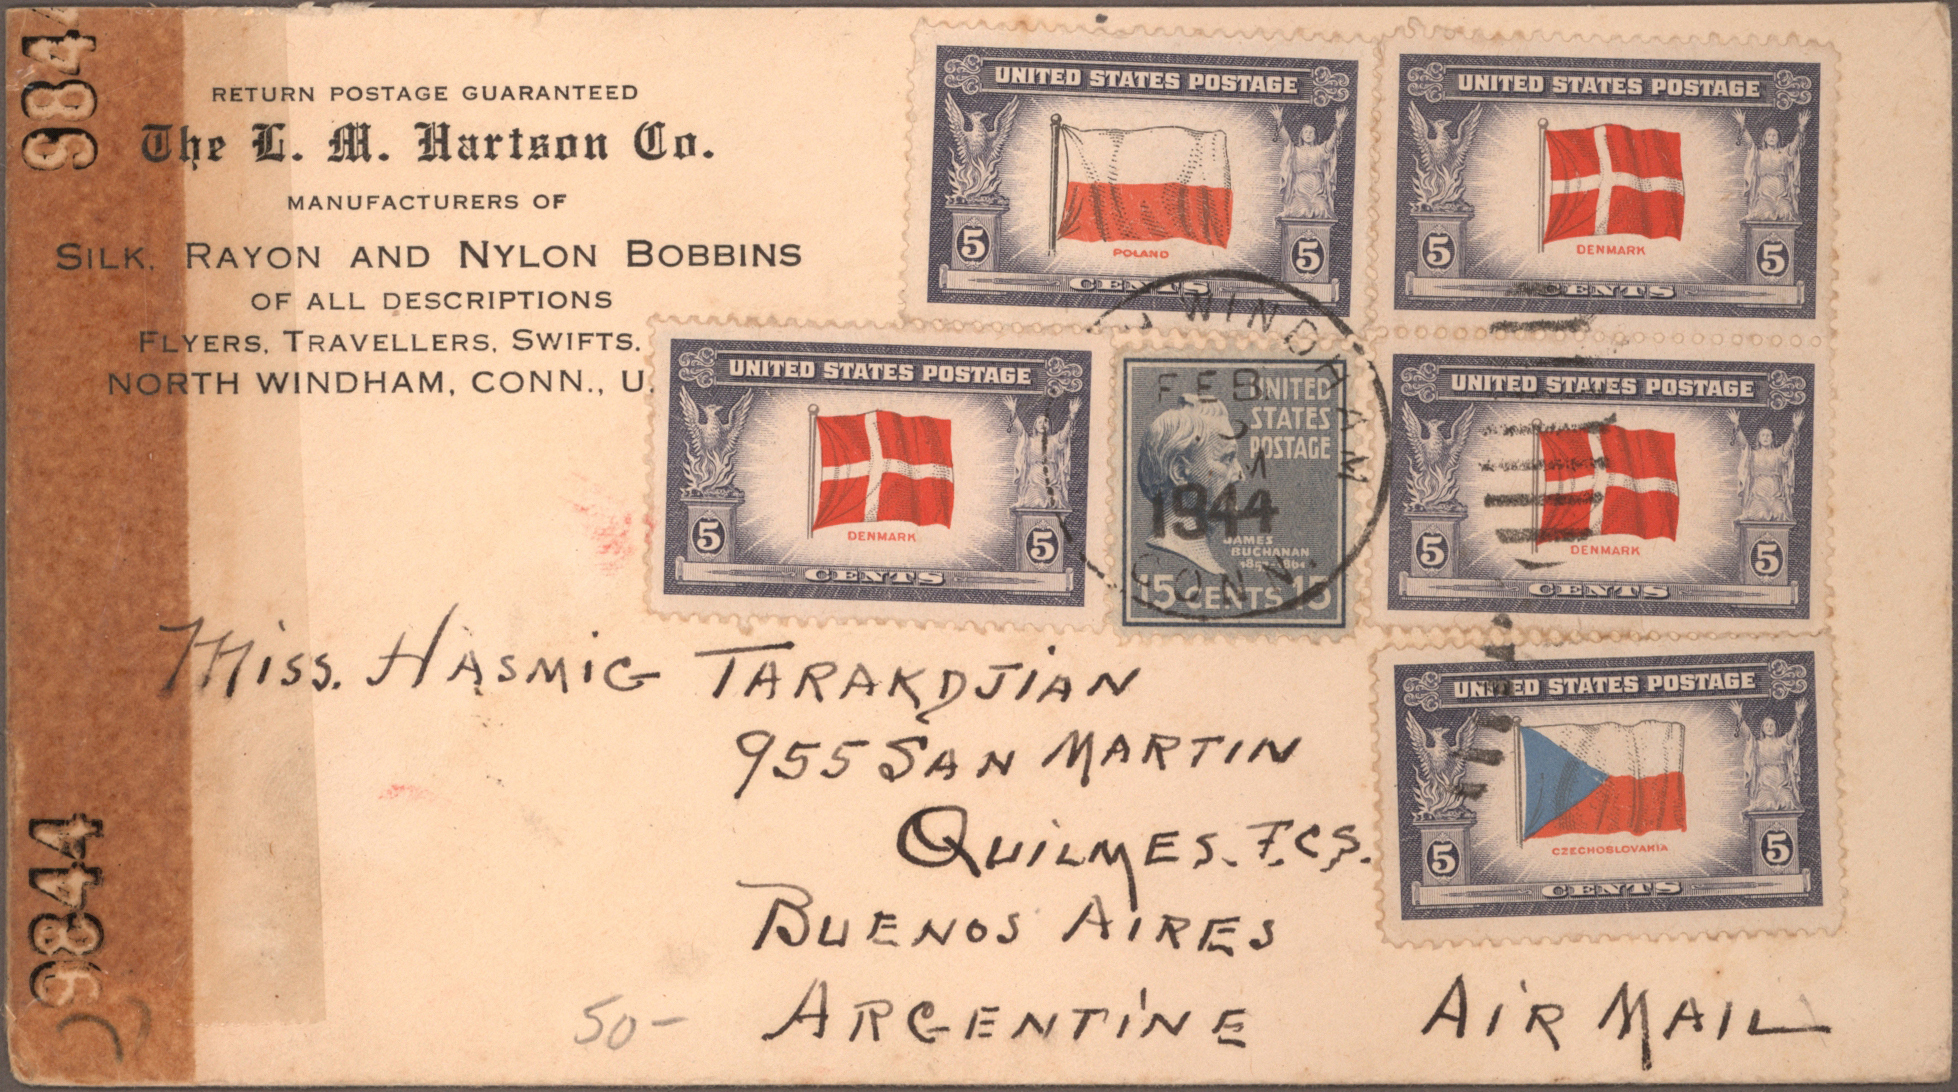 RETURN POSTAGE GUARANTEED
The L. M. Hartson Co.
MANUFACTURERS OF
SILK, RAYON AND NYLON BOBBINS
OF ALL DESCRIPTIONS
FLYERS, TRAVELLERS, SWIFTS.
NORTH WINDHAM, CONN., U.
984
9844
UNITED STATES POSTAGE
POLAND
5 5
CENTS
UNITED STATES POSTAGE
DENMARK
5 5
CENTS
UNITED STATES POSTAGE
DENMARK
5 5
CENTS
UNITED
STATES
POSTAGE
JAMES
BUCHANAN
15 CENTS 15
WINDHAM
FEB
1944
CONN.
UNITED STATES POSTAGE
DENMARK
5 5
CENTS
UNITED STATES POSTAGE
CZECHOSLOVAKIA
5 5
CENTS
MISS. HASMIG TARAKDJIAN
955 SAN MARTIN
QUILMES. F.C.S.
BUENOS AIRES
ARGENTINE
AIR MAIL
50-